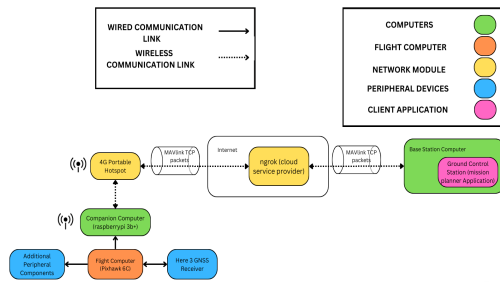 WIRED COMMUNICATION
LINK
WIRELESS
COMMUNICATION LINK
COMPUTERS
FLIGHT COMPUTER
NETWORK MODULE
PERIPHERAL DEVICES
CLIENT APPLICATION
4G Portable
Hotspot
MAVlink TCP
packets
Internet
ngrok (cloud
service provider)
MAVlink TCP
packets
Base Station Computer
Ground Control
Station (mission
planner Application)
Companion Computer
(raspberrypi 3b+)
Additional
Peripheral
Components
Flight Computer
(Pixhawk 6C)
Here 3 GNSS
Receiver